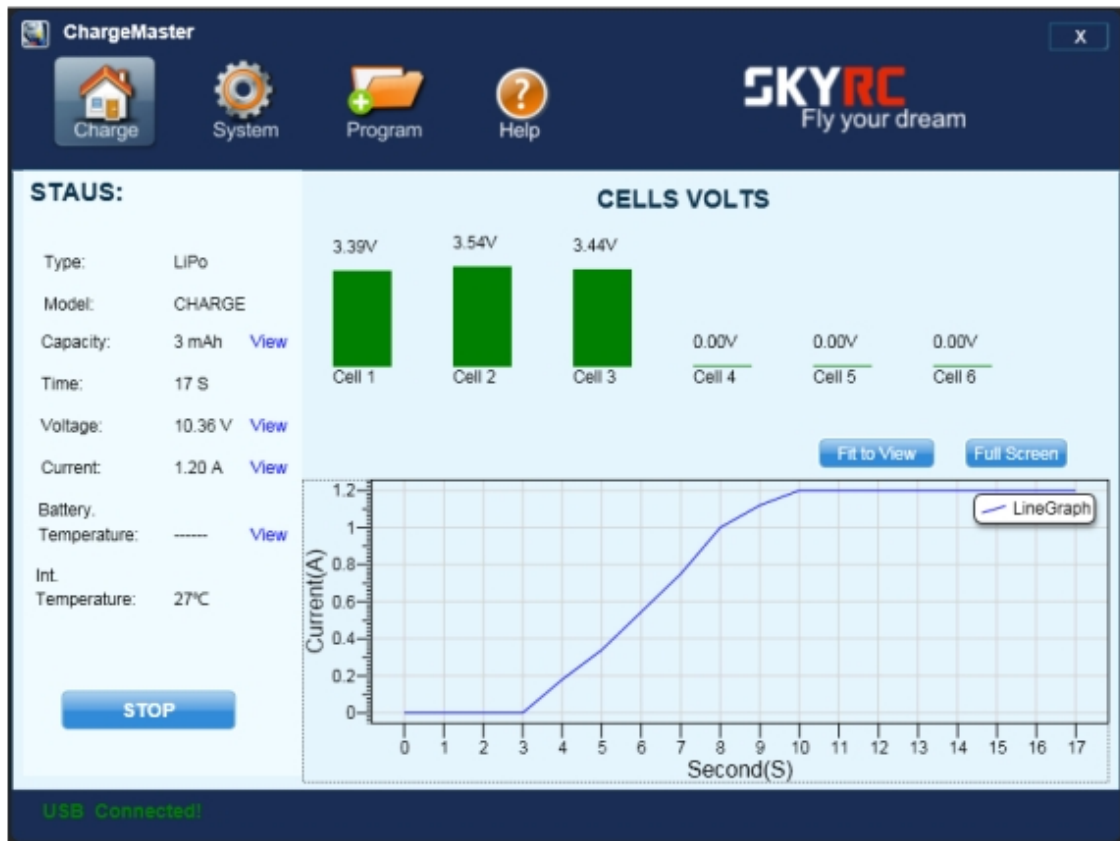 ChargeMaster
X
Charge
System
Program
Help
SKYRC
Fly your dream
STAUS:
Type: LiPo
Model: CHARGE
Capacity: 3 mAh View
Time: 17 S
Voltage: 10.36 V View
Current: 1.20 A View
Battery.
Temperature: ------ View
Int.
Temperature: 27℃
STOP
CELLS VOLTS
3.39V 3.54V 3.44V 0.00V 0.00V 0.00V
Cell 1 Cell 2 Cell 3 Cell 4 Cell 5 Cell 6
Fit to View
Full Screen
LineGraph
Current(A)
1.2
1
0.8
0.6
0.4
0.2
0
0 1 2 3 4 5 6 7 8 9 10 11 12 13 14 15 16 17
Second(S)
USB Connected!